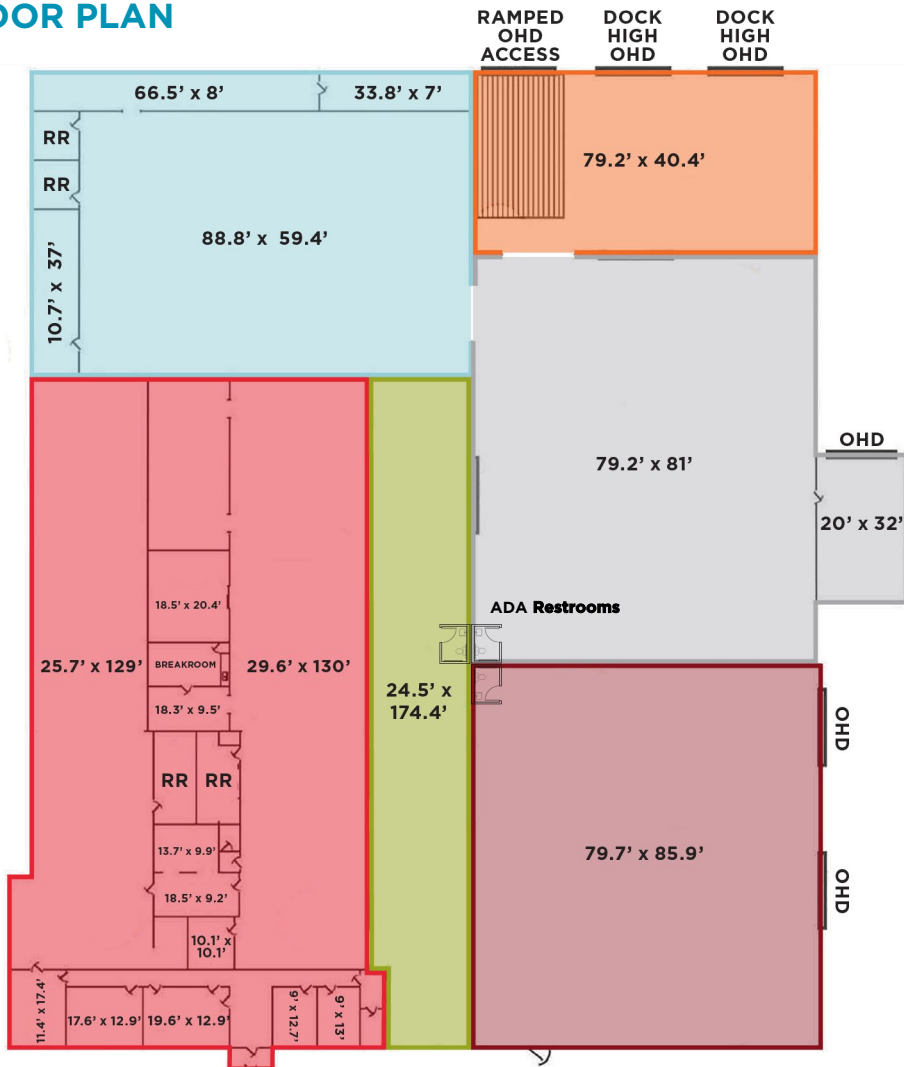 OOR PLAN
RAMPED
OHD
ACCESS
DOCK
HIGH
OHD
DOCK
HIGH
OHD
66.5’ x 8’
33.8’ x 7’
RR
RR
79.2’ x 40.4’
88.8’ x 59.4’
10.7’ x 37’
OHD
79.2’ x 81’
20’ x 32’
18.5’ x 20.4’
ADA Restrooms
25.7’ x 129’
BREAKROOM
29.6’ x 130’
24.5’ x
174.4’
18.3’ x 9.5’
OHD
RR
RR
13.7’ x 9.9’
79.7’ x 85.9’
18.5’ x 9.2’
OHD
10.1’ x
10.1’
11.4’ x 17.4’
17.6’ x 12.9’
19.6’ x 12.9’
9’ x 12.7’
9’ x 13’